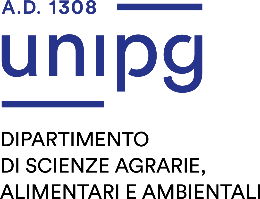 A.D. 1308
unipg
DIPARTIMENTO
DI SCIENZE AGRARIE,
ALIMENTARI E AMBIENTALI